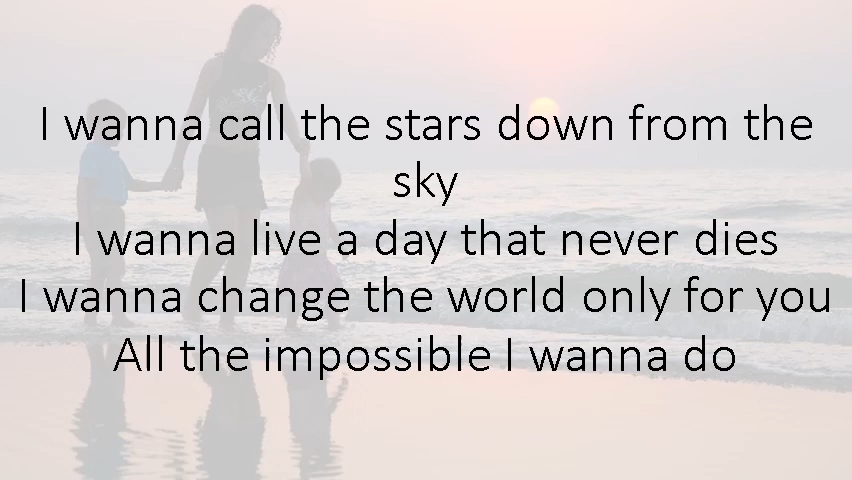 I wanna call the stars down from the
sky
I wanna live a day that never dies
I wanna change the world only for you
All the impossible I wanna do